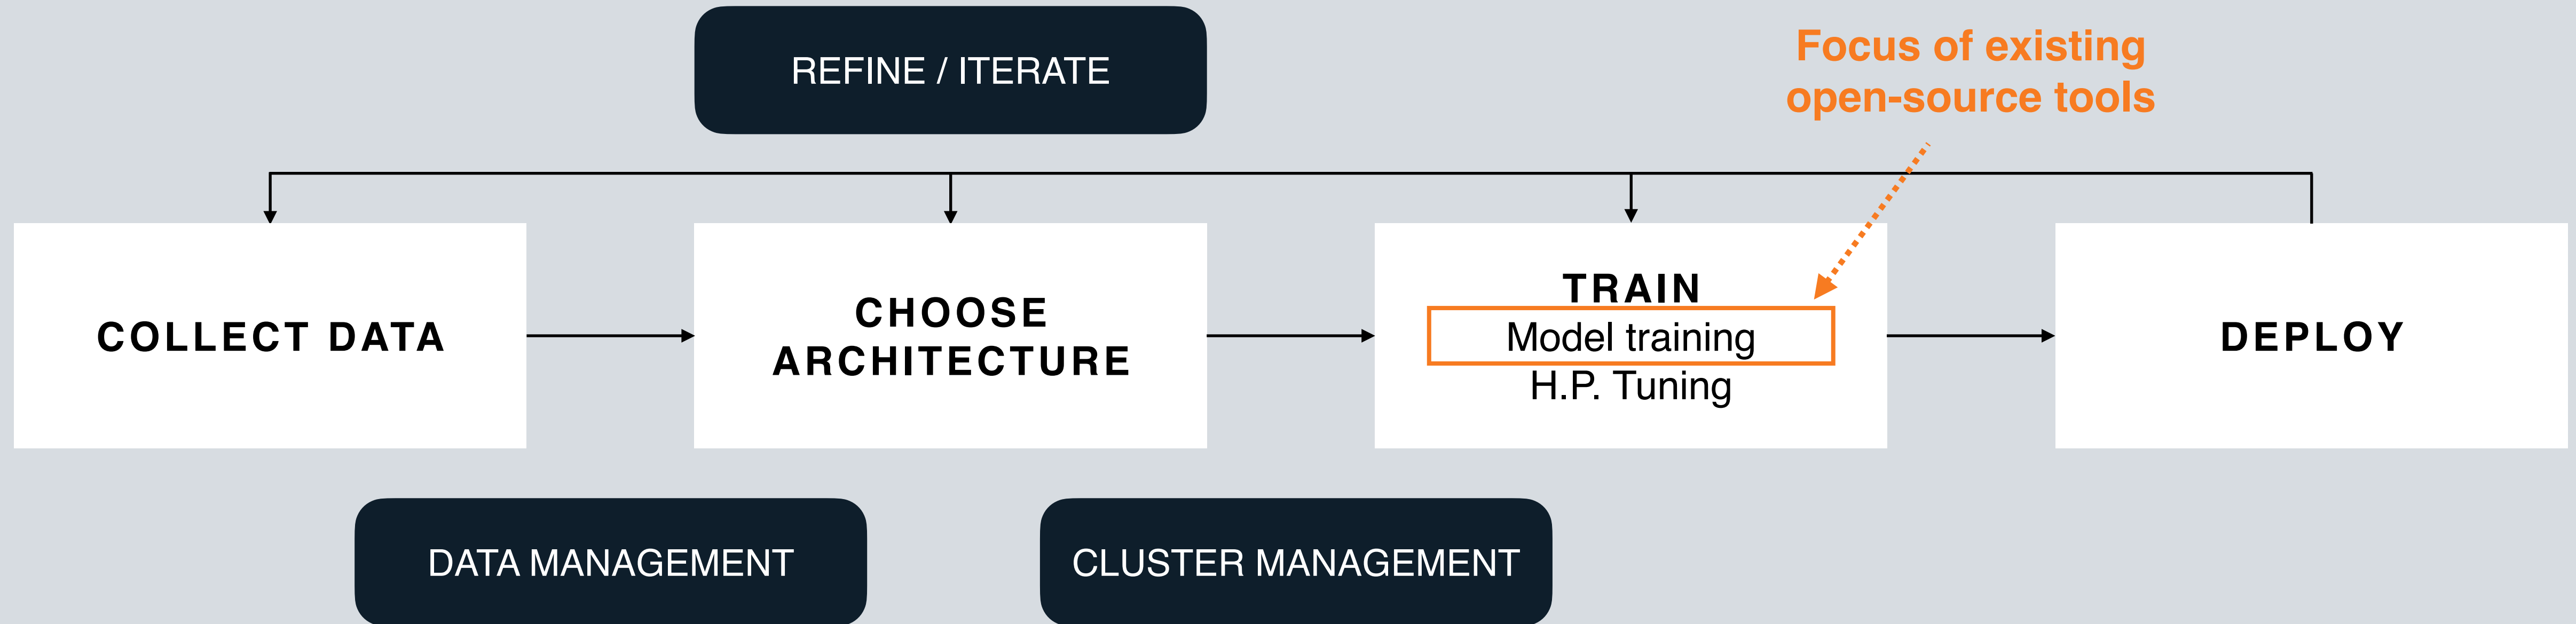 REFINE / ITERATE
Focus of existing
open-source tools
COLLECT DATA
CHOOSE
ARCHITECTURE
TRAIN
Model training
H.P. Tuning
DEPLOY
DATA MANAGEMENT
CLUSTER MANAGEMENT